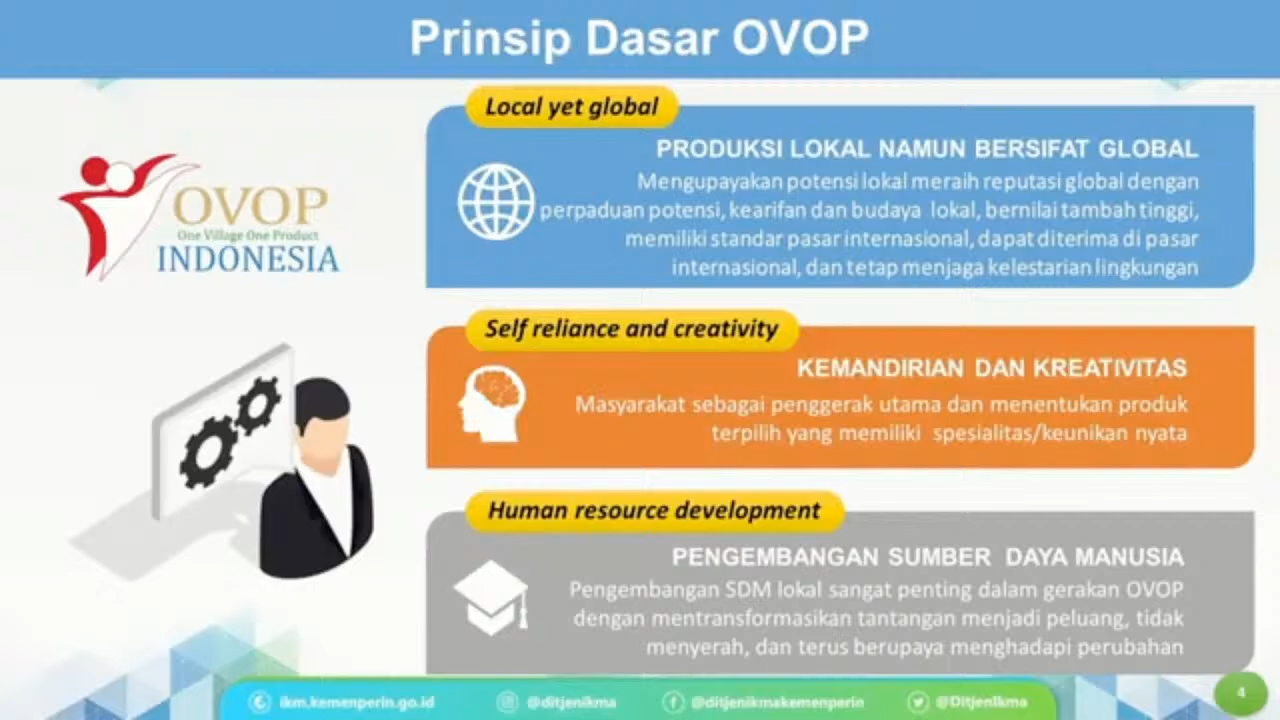 Prinsip Dasar OVOP
OVOP
One Village One Product
INDONESIA
Local yet global
PRODUKSI LOKAL NAMUN BERSIFAT GLOBAL
Mengupayakan potensi lokal meraih reputasi global dengan
perpaduan potensi, kearifan dan budaya lokal, bernilai tambah tinggi,
memiliki standar pasar internasional, dapat diterima di pasar
internasional, dan tetap menjaga kelestarian lingkungan
Self reliance and creativity
KEMANDIRIAN DAN KREATIVITAS
Masyarakat sebagai penggerak utama dan menentukan produk
terpilih yang memiliki spesialitas/keunikan nyata
Human resource development
PENGEMBANGAN SUMBER DAYA MANUSIA
Pengembangan SDM lokal sangat penting dalam gerakan OVOP
dengan mentransformasikan tantangan menjadi peluang, tidak
menyerah, dan terus berupaya menghadapi perubahan
ikm.kemenperin.go.id @ditjenikma @ditjenikmakemenperin @DitjenIkma
4